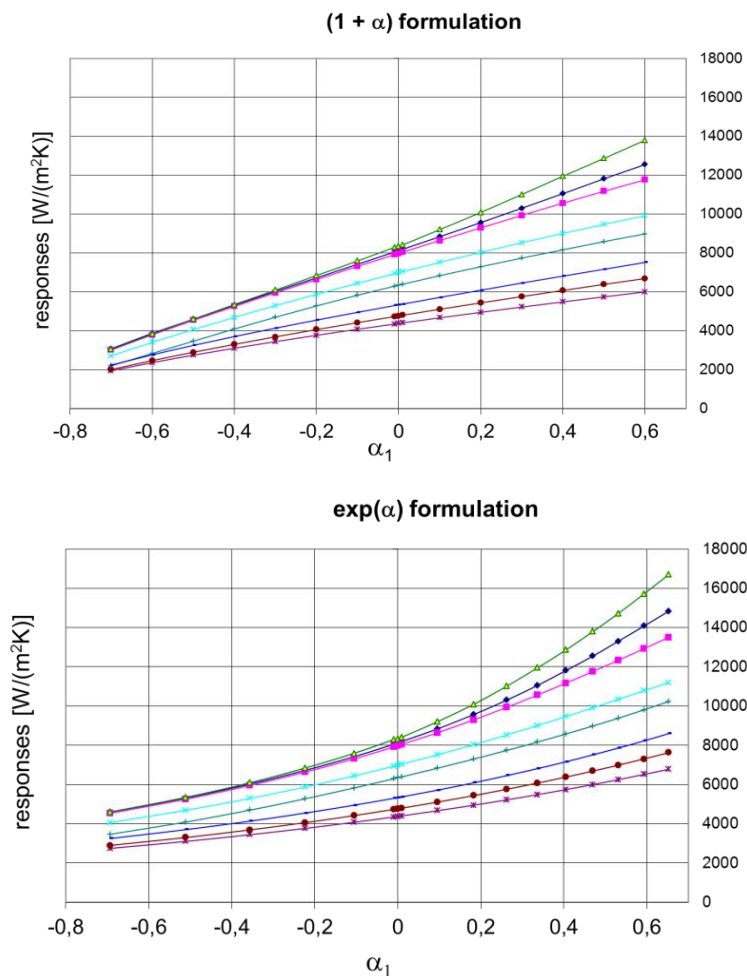 (1 + α) formulation
18000
16000
14000
12000
10000
8000
6000
4000
2000
0
responses [W/(m²K)]
-0,8 -0,6 -0,4 -0,2 0 0,2 0,4 0,6
α₁
exp(α) formulation
18000
16000
14000
12000
10000
8000
6000
4000
2000
0
responses [W/(m²K)]
-0,8 -0,6 -0,4 -0,2 0 0,2 0,4 0,6
α₁